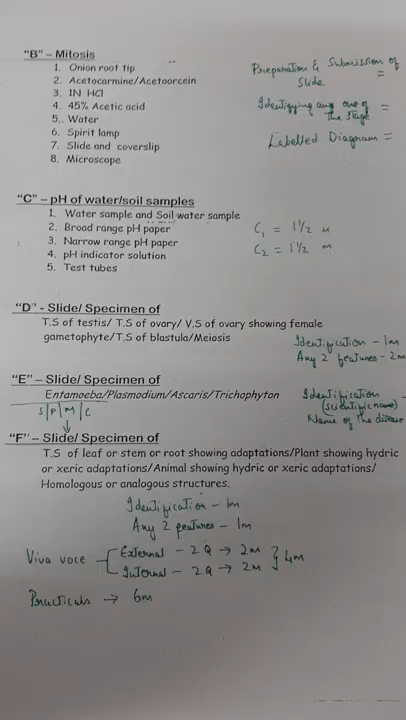 "B" – Mitosis
1. Onion root tip
2. Acetocarmine/Acetoorcein
3. IN HCl
4. 45% Acetic acid
5.. Water
6. Spirit lamp
7. Slide and coverslip
8. Microscope
Preparation & Submission of
Slide =
Identifying any one of
the stage =
Labelled Diagram =
"C" – pH of water/soil samples
1. Water sample and Soil water sample
2. Broad range pH paper
3. Narrow range pH paper
4. pH indicator solution
5. Test tubes
C1 = 1 1/2 m
C2 = 1 1/2 m
"D" - Slide/ Specimen of
T.S of testis/ T.S of ovary/ V.S of ovary showing female
gametophyte/T.S of blastula/Meiosis
Identification - 1m
Any 2 features - 2m
"E" – Slide/ Specimen of
Entamoeba/Plasmodium/Ascaris/Trichophyton
S|P|M|C
Identification -
(scientific name)
Name of the disease
"F" – Slide/ Specimen of
T.S of leaf or stem or root showing adaptations/Plant showing hydric
or xeric adaptations/Animal showing hydric or xeric adaptations/
Homologous or analogous structures.
Identification - 1m
Any 2 features - 1m
Viva voce External - 2Q → 2m
Internal - 2Q → 2m } 4m
Practicals → 6m